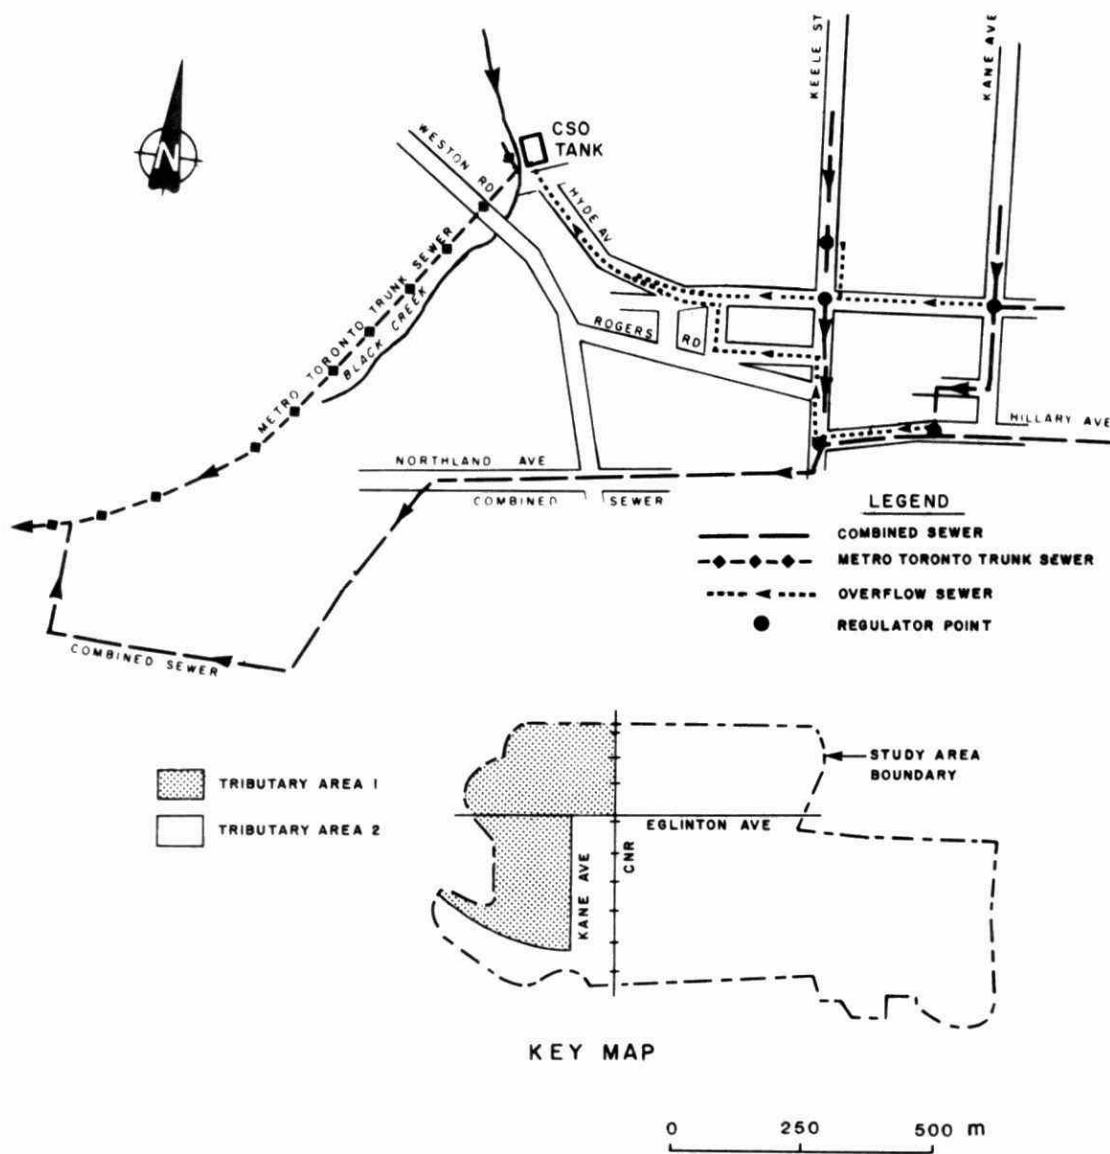 KEELE ST
KANE AVE
N
CSO
TANK
WESTON RD
HYDE AV
METRO TORONTO TRUNK SEWER
BLACK CREEK
ROGERS
RD
HILLARY AVE
NORTHLAND AVE
COMBINED SEWER
LEGEND
COMBINED SEWER
METRO TORONTO TRUNK SEWER
OVERFLOW SEWER
REGULATOR POINT
COMBINED SEWER
TRIBUTARY AREA 1
TRIBUTARY AREA 2
STUDY AREA
BOUNDARY
EGLINTON AVE
KANE AVE
CNR
KEY MAP
0 250 500 m